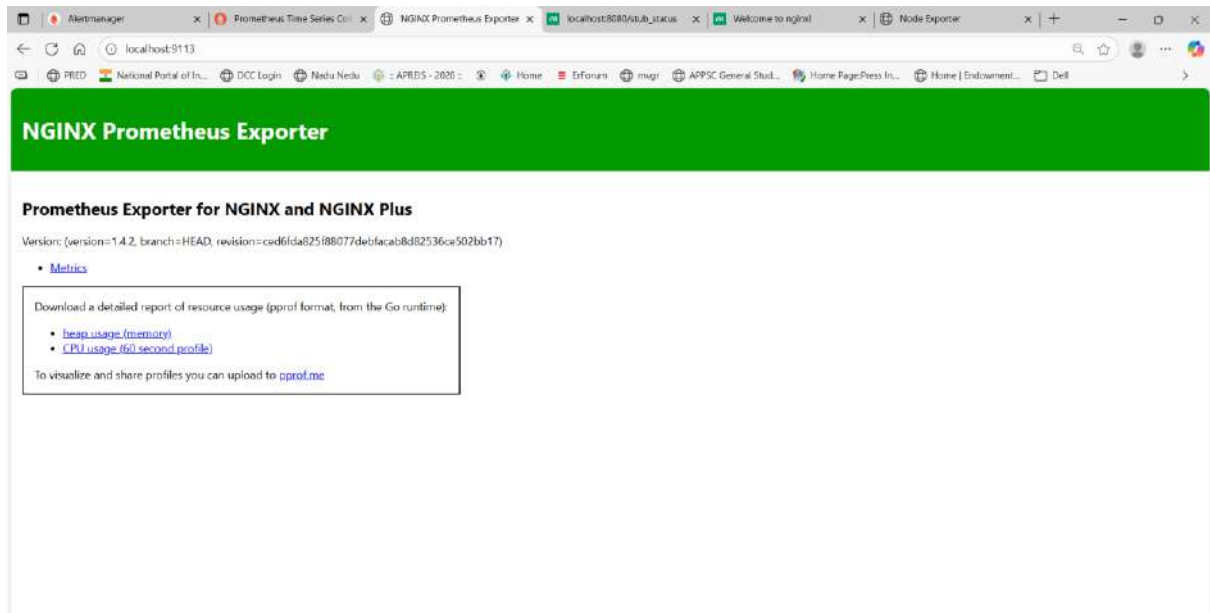 Alertmanager
Prometheus Time Series Col
NGINX Prometheus Exporter
localhost:8080/stub_status
Welcome to nginx!
Node Exporter
localhost:9113
PRED
National Portal of In...
DCC Login
Nadu Nedu
: APRBS - 2020 :
Home
Erforum
APPSC General Stud...
Home Page:Press In...
Home | Endowment...
Dell
NGINX Prometheus Exporter
Prometheus Exporter for NGINX and NGINX Plus
Version: (version=1.4.2, branch=HEAD, revision=ced6fda825f88077debfacab8d82536ce502bb17)
Metrics
Download a detailed report of resource usage (pprof format, from the Go runtime):
heap usage (memory)
CPU usage (60 second profile)
To visualize and share profiles you can upload to pprof.me